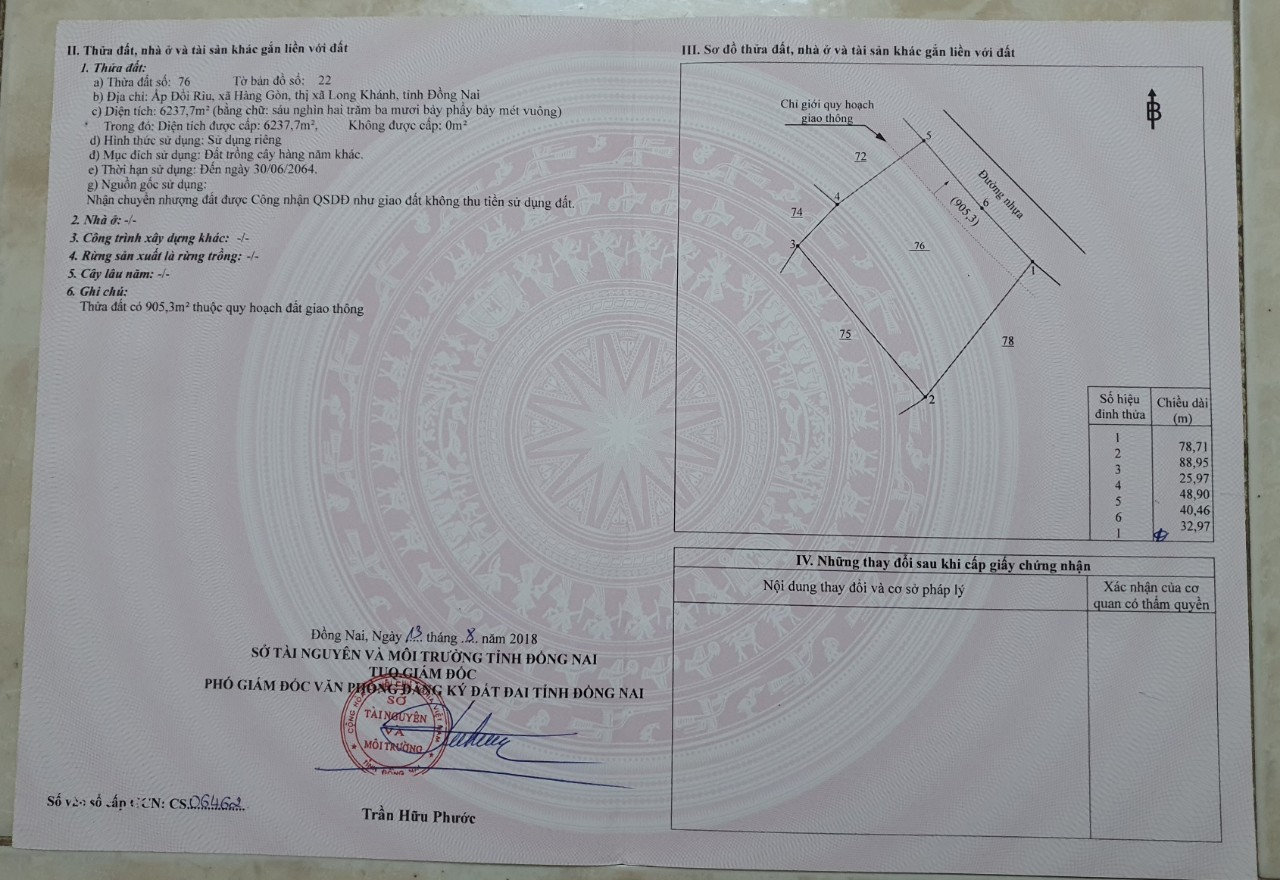 II. Thửa đất, nhà ở và tài sản khác gắn liền với đất
1. Thửa đất:
a) Thửa đất số: 76 Tờ bản đồ số: 22
b) Địa chỉ: Ấp Đồi Rìu, xã Hàng Gòn, thị xã Long Khánh, tỉnh Đồng Nai
c) Diện tích: 6237,7m² (bằng chữ: sáu nghìn hai trăm ba mươi bảy phẩy bảy mét vuông)
Trong đó: Diện tích được cấp: 6237,7m², Không được cấp: 0m²
d) Hình thức sử dụng: Sử dụng riêng
đ) Mục đích sử dụng: Đất trồng cây hàng năm khác.
e) Thời hạn sử dụng: Đến ngày 30/06/2064.
g) Nguồn gốc sử dụng:
Nhận chuyển nhượng đất được Công nhận QSDĐ như giao đất không thu tiền sử dụng đất.
2. Nhà ở: -/-
3. Công trình xây dựng khác: -/-
4. Rừng sản xuất là rừng trồng: -/-
5. Cây lâu năm: -/-
6. Ghi chú:
Thửa đất có 905,3m² thuộc quy hoạch đất giao thông
Đồng Nai, Ngày 13 tháng 8 năm 2018
SỞ TÀI NGUYÊN VÀ MÔI TRƯỜNG TỈNH ĐỒNG NAI
TUQ GIÁM ĐỐC
PHÓ GIÁM ĐỐC VĂN PHÒNG ĐĂNG KÝ ĐẤT ĐAI TỈNH ĐỒNG NAI
SỞ
TÀI NGUYÊN
VÀ
MÔI TRƯỜNG
TỈNH ĐỒNG NAI
Trần Hữu Phước
Số vào sổ cấp GCN: CS 06462
III. Sơ đồ thửa đất, nhà ở và tài sản khác gắn liền với đất
Chỉ giới quy hoạch
giao thông
B
5
72
Đường nhựa
4
6
(905,3)
74
3
76
1
75
78
2
Số hiệu đỉnh thửa
Chiều dài (m)
1
78,71
2
88,95
3
25,97
4
48,90
5
40,46
6
32,97
1
IV. Những thay đổi sau khi cấp giấy chứng nhận
Nội dung thay đổi và cơ sở pháp lý
Xác nhận của cơ
quan có thẩm quyền